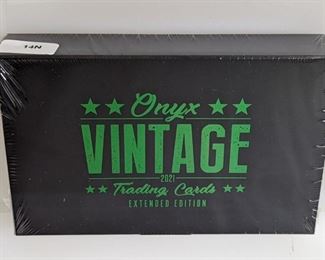 14N
Onyx
VINTAGE
2021
Trading Cards
EXTENDED EDITION